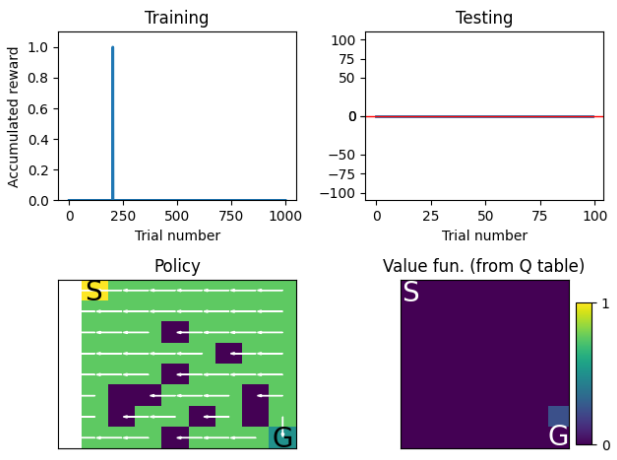 Training
Testing
Accumulated reward
1.0
0.8
0.6
0.4
0.2
0.0
0
250
500
750
1000
Trial number
100
75
50
0
−50
−75
−100
0
25
50
75
100
Trial number
Policy
Value fun. (from Q table)
S
G
S
G
1
0